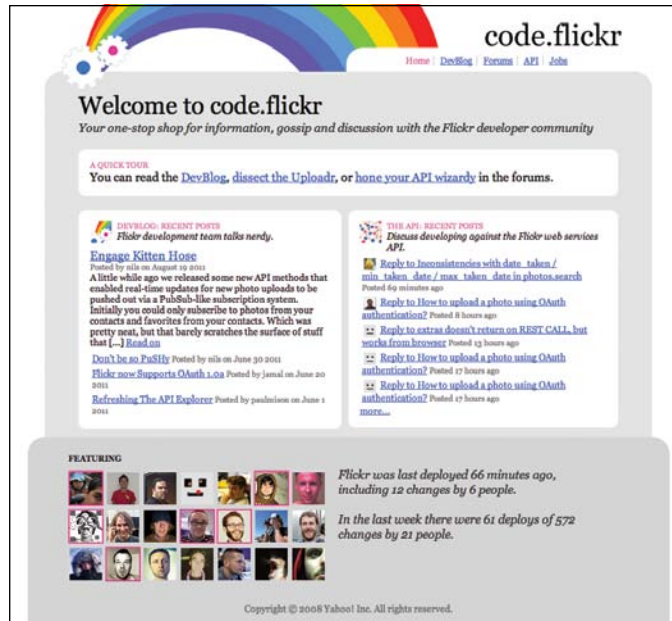 code.flickr
Home | DevBlog | Forums | API | Jobs
Welcome to code.flickr
Your one-stop shop for information, gossip and discussion with the Flickr developer community
A QUICK TOUR
You can read the DevBlog, dissect the Uploadr, or hone your API wizardy in the forums.
DEVBLOG: RECENT POSTS
Flickr development team talks nerdy.
Engage Kitten Hose
Posted by nils on August 19 2011
A little while ago we released some new API methods that
enabled real-time updates for new photo uploads to be
pushed out via a PubSub-like subscription system.
Initially you could only subscribe to photos from your
contacts and favorites from your contacts. Which was
pretty neat, but that barely scratches the surface of stuff
that [...] Read on
Don't be so PuSHy Posted by nils on June 30 2011
Flickr now Supports OAuth 1.0a Posted by jamal on June 20
2011
Refreshing The API Explorer Posted by paulmison on June 1
2011
THE API: RECENT POSTS
Discuss developing against the Flickr web services
API.
Reply to Inconsistencies with date_taken /
min_taken_date / max_taken_date in photos.search
Posted 69 minutes ago
Reply to How to upload a photo using OAuth
authentication? Posted 8 hours ago
Reply to extras doesn't return on REST CALL, but
works from browser Posted 13 hours ago
Reply to How to upload a photo using OAuth
authentication? Posted 17 hours ago
Reply to How to upload a photo using OAuth
authentication? Posted 17 hours ago
more...
FEATURING
Flickr was last deployed 66 minutes ago,
including 12 changes by 6 people.
In the last week there were 61 deploys of 572
changes by 21 people.
Copyright © 2008 Yahoo! Inc. All rights reserved.